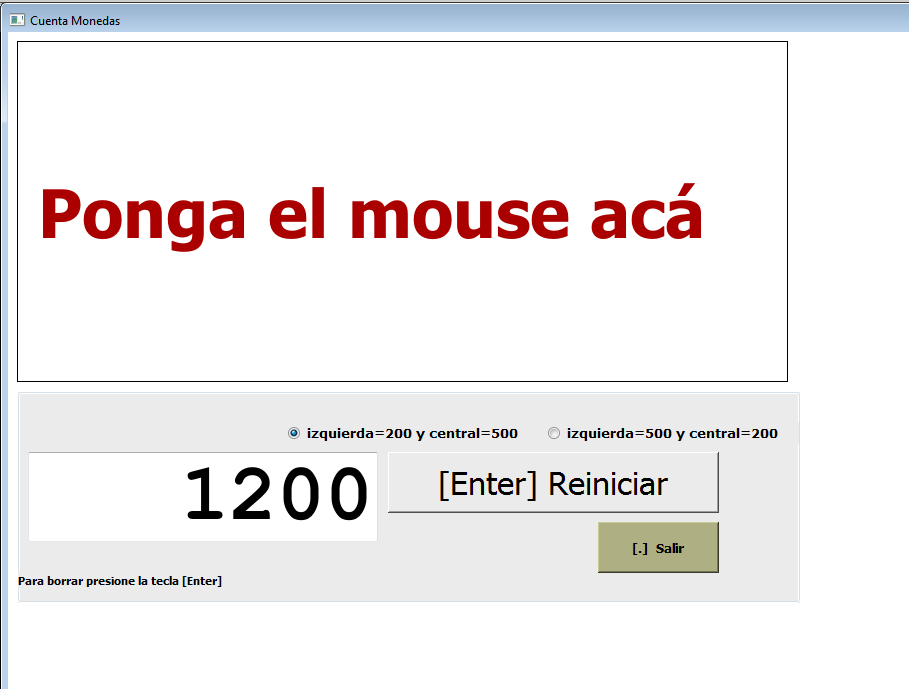 Cuenta Monedas
Ponga el mouse acá
izquierda=200 y central=500
izquierda=500 y central=200
1200
[Enter] Reiniciar
[.] Salir
Para borrar presione la tecla [Enter]